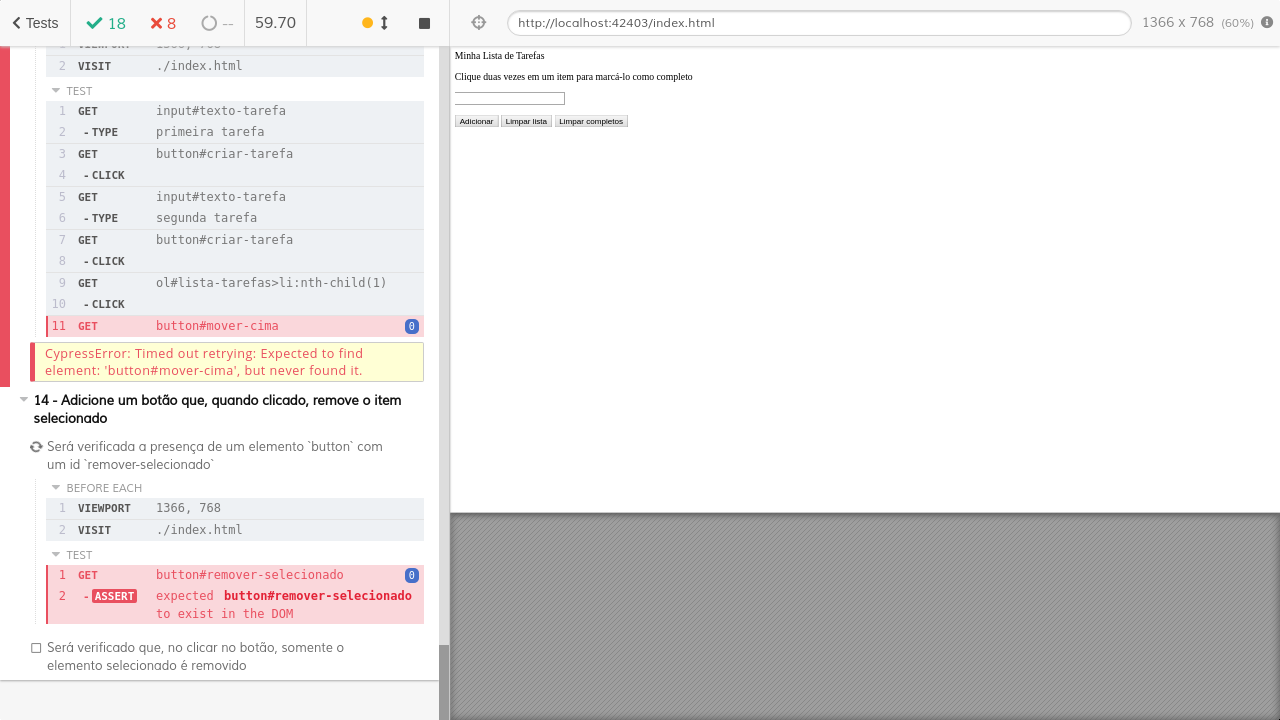 Tests 18 8 -- 59.70
http://localhost:42403/index.html 1366 x 768 (60%)
1 VIEWPORT 1366, 768
2 VISIT ./index.html
TEST
1 GET input#texto-tarefa
2 - TYPE primeira tarefa
3 GET button#criar-tarefa
4 - CLICK
5 GET input#texto-tarefa
6 - TYPE segunda tarefa
7 GET button#criar-tarefa
8 - CLICK
9 GET ol#lista-tarefas>li:nth-child(1)
10 - CLICK
11 GET button#mover-cima 0
CypressError: Timed out retrying: Expected to find
element: 'button#mover-cima', but never found it.
14 - Adicione um botão que, quando clicado, remove o item
selecionado
Será verificada a presença de um elemento `button` com
um id `remover-selecionado`
BEFORE EACH
1 VIEWPORT 1366, 768
2 VISIT ./index.html
TEST
1 GET button#remover-selecionado 0
2 - ASSERT expected button#remover-selecionado
to exist in the DOM
Será verificado que, no clicar no botão, somente o
elemento selecionado é removido
Minha Lista de Tarefas
Clique duas vezes em um item para marcá-lo como completo
Adicionar Limpar lista Limpar completos